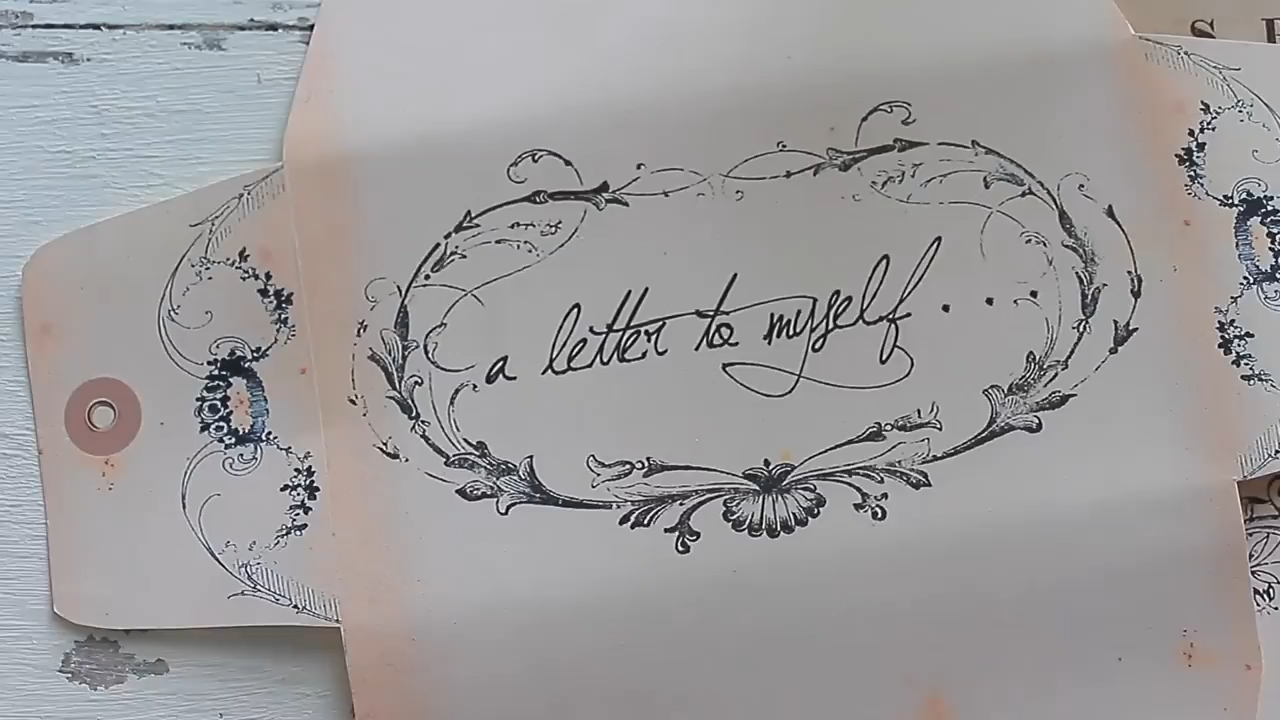 S
a letter to myself . . .